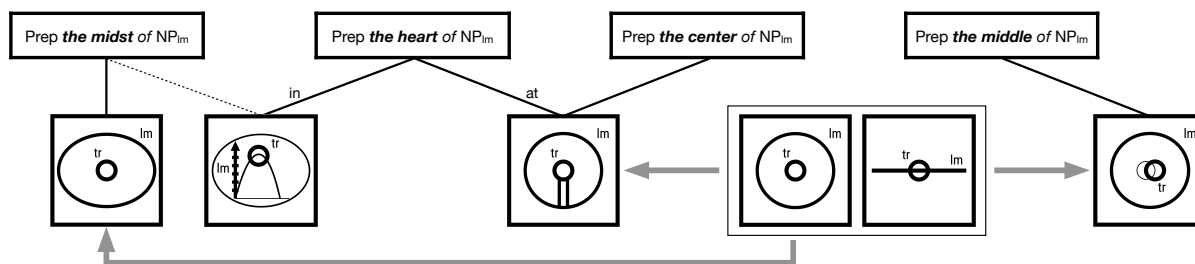 Prep the midst of NPlm
Prep the heart of NPlm
Prep the center of NPlm
Prep the middle of NPlm
in
at
lm
tr
lm
tr
lm
tr
lm
tr
tr
lm
lm
tr